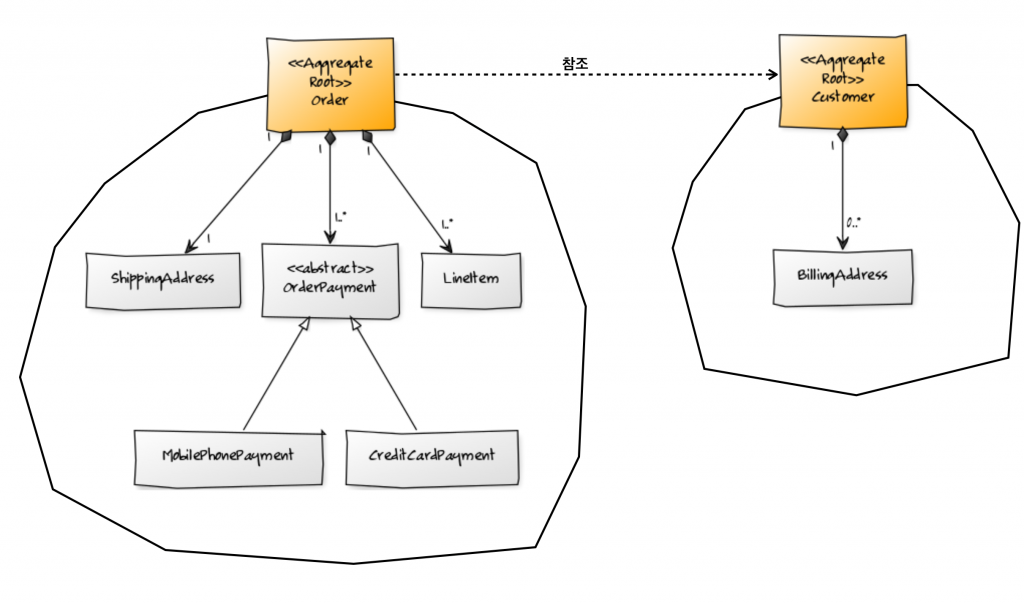 <<Aggregate
Root>>
Order
참조
<<Aggregate
Root>>
Customer
1
1
1
1
1
1..*
1..*
0..*
ShippingAddress
<<abstract>>
OrderPayment
LineItem
BillingAddress
MobilePhonePayment
CreditCardPayment